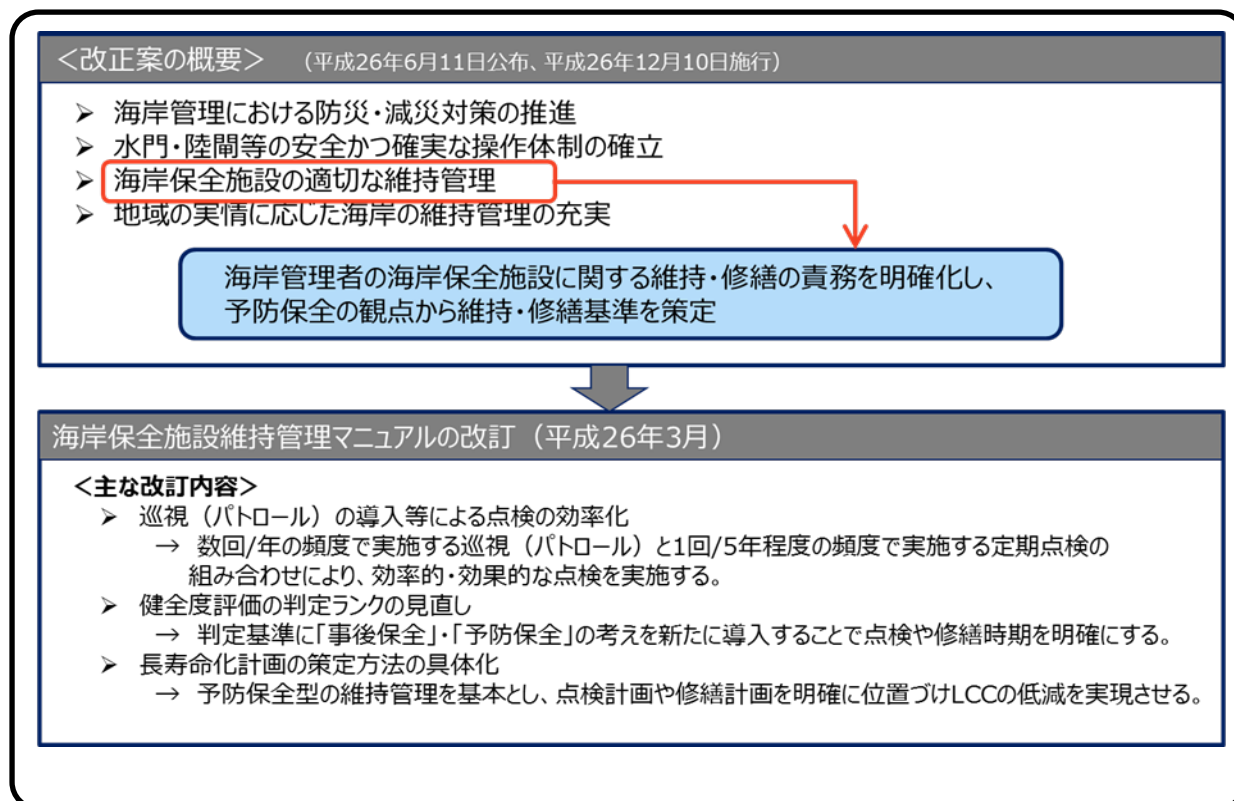 <改正案の概要> (平成26年6月11日公布、平成26年12月10日施行)
➢ 海岸管理における防災・減災対策の推進
➢ 水門・陸閘等の安全かつ確実な操作体制の確立
➢ 海岸保全施設の適切な維持管理
➢ 地域の実情に応じた海岸の維持管理の充実
海岸管理者の海岸保全施設に関する維持・修繕の責務を明確化し、
予防保全の観点から維持・修繕基準を策定
海岸保全施設維持管理マニュアルの改訂(平成26年3月)
<主な改訂内容>
➢ 巡視(パトロール)の導入等による点検の効率化
→ 数回/年の頻度で実施する巡視(パトロール)と1回/5年程度の頻度で実施する定期点検の
組み合わせにより、効率的・効果的な点検を実施する。
➢ 健全度評価の判定ランクの見直し
→ 判定基準に「事後保全」・「予防保全」の考えを新たに導入することで点検や修繕時期を明確にする。
➢ 長寿命化計画の策定方法の具体化
→ 予防保全型の維持管理を基本とし、点検計画や修繕計画を明確に位置づけLCCの低減を実現させる。